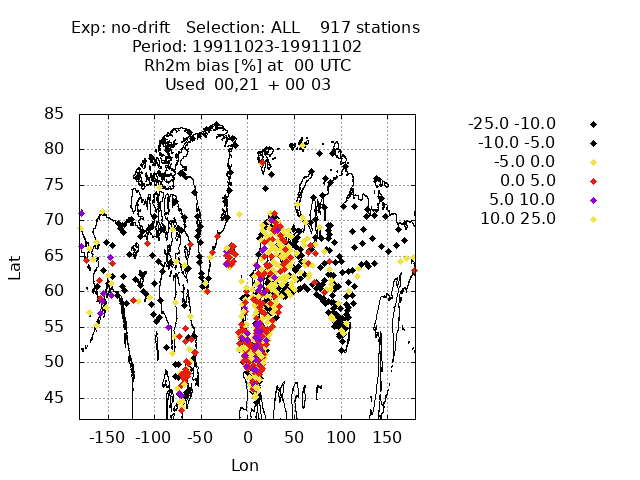 Exp: no-drift   Selection: ALL    917 stations
Period: 19911023-19911102
Rh2m bias [%] at  00 UTC
Used  00,21  + 00 03
85
80
75
70
65
60
55
50
45
Lat
-150 -100 -50 0 50 100 150
Lon
-25.0 -10.0
-10.0 -5.0
-5.0 0.0
0.0 5.0
5.0 10.0
10.0 25.0